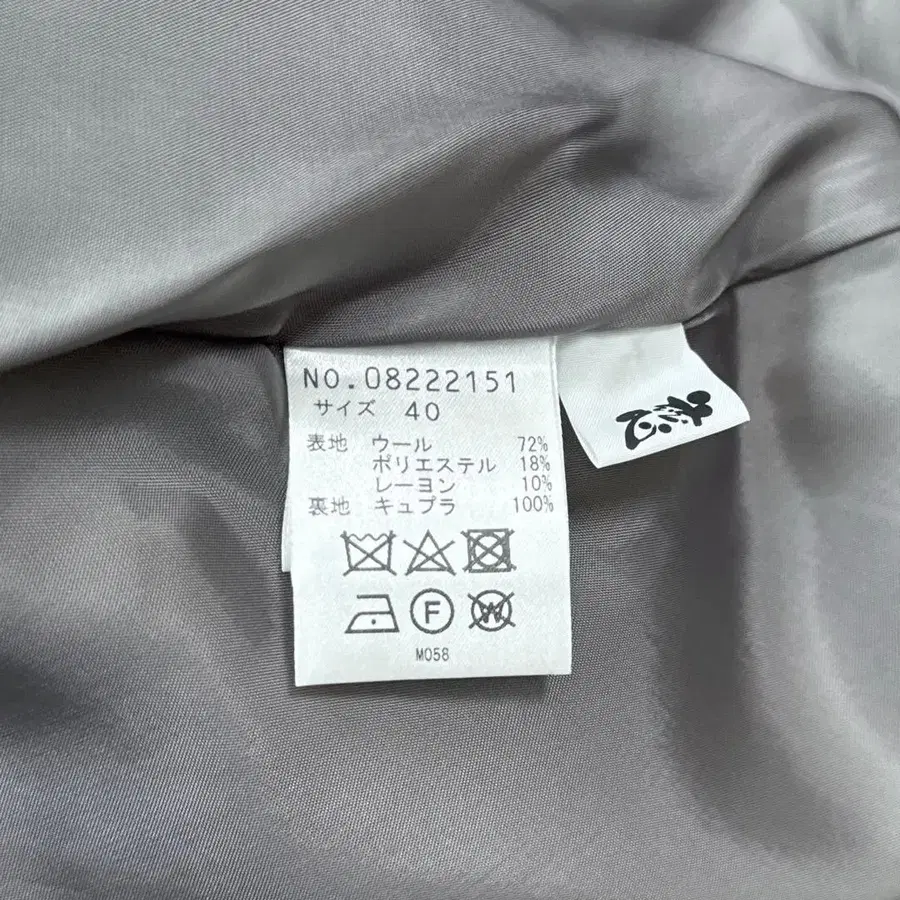 NO.08222151
サイズ 40
表地 ウール 72%
ポリエステル 18%
レーヨン 10%
裏地 キュプラ 100%
F
W
M058